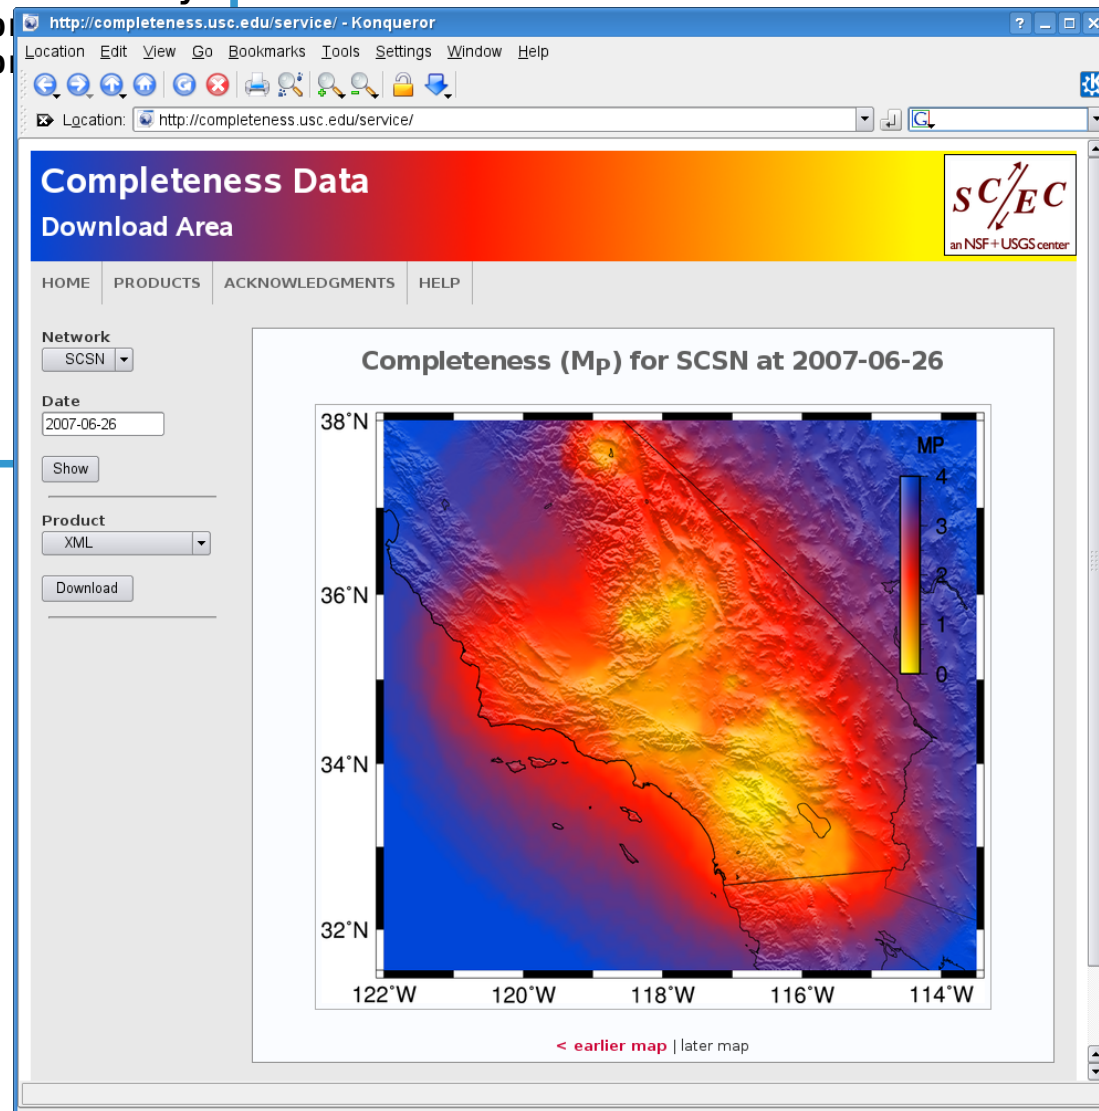 http://completeness.usc.edu/service/ - Konqueror
Location Edit View Go Bookmarks Tools Settings Window Help
Location: http://completeness.usc.edu/service/
Completeness Data
Download Area
SC/EC
an NSF+USGS center
HOME PRODUCTS ACKNOWLEDGMENTS HELP
Network
SCSN
Date
2007-06-26
Show
Product
XML
Download
Completeness (MP) for SCSN at 2007-06-26
38°N
36°N
34°N
32°N
122°W 120°W 118°W 116°W 114°W
MP
4
3
2
1
0
< earlier map | later map